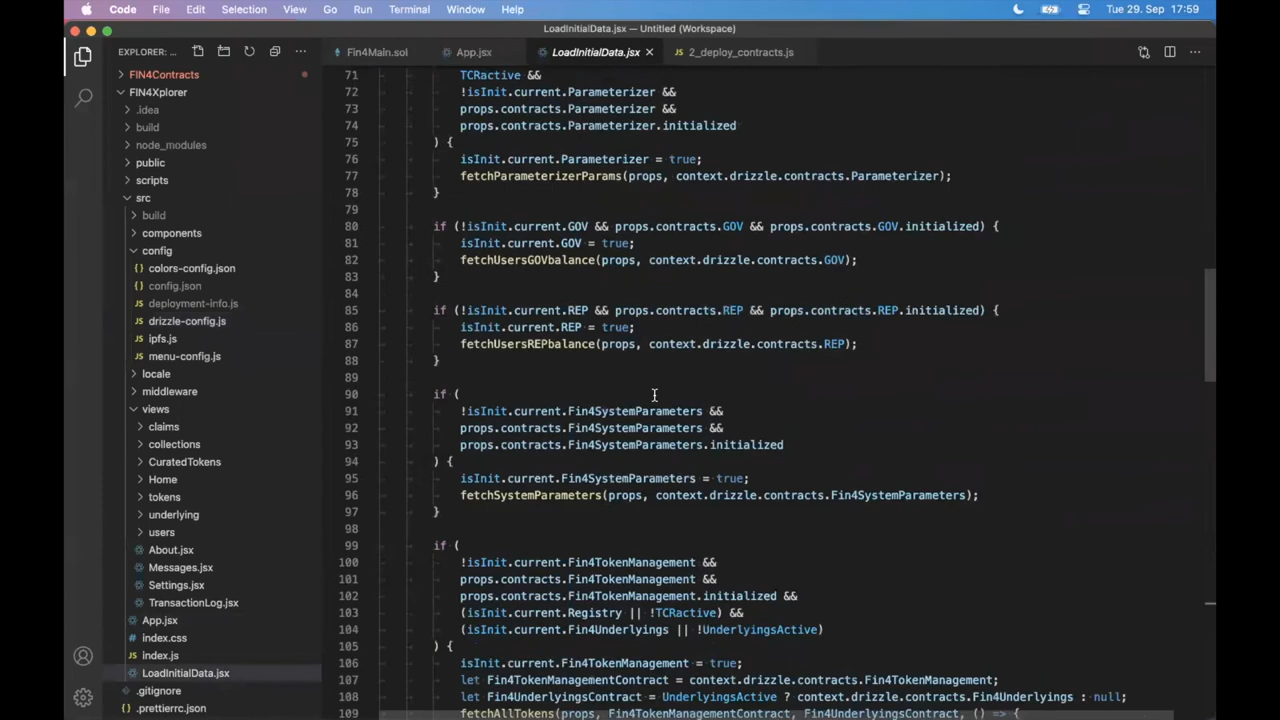 Code File Edit Selection View Go Run Terminal Window Help Tue 29. Sep 17:59
LoadInitialData.jsx — Untitled (Workspace)
EXPLORER: ...
Fin4Main.sol App.jsx LoadInitialData.jsx 2_deploy_contracts.js
FIN4Contracts
FIN4Xplorer
.idea
build
node_modules
public
scripts
src
build
components
config
colors-config.json
config.json
deployment-info.js
drizzle-config.js
ipfs.js
menu-config.js
locale
middleware
views
claims
collections
CuratedTokens
Home
tokens
underlying
users
About.jsx
Messages.jsx
Settings.jsx
TransactionLog.jsx
App.jsx
index.css
index.js
LoadInitialData.jsx
.gitignore
.prettierrc.json
71 TCRactive &&
72 !isInit.current.Parameterizer &&
73 props.contracts.Parameterizer &&
74 props.contracts.Parameterizer.initialized
75 ) {
76 isInit.current.Parameterizer = true;
77 fetchParameterizerParams(props, context.drizzle.contracts.Parameterizer);
78 }
79
80 if (!isInit.current.GOV && props.contracts.GOV && props.contracts.GOV.initialized) {
81 isInit.current.GOV = true;
82 fetchUsersGOVbalance(props, context.drizzle.contracts.GOV);
83 }
84
85 if (!isInit.current.REP && props.contracts.REP && props.contracts.REP.initialized) {
86 isInit.current.REP = true;
87 fetchUsersREPbalance(props, context.drizzle.contracts.REP);
88 }
89
90 if (
91 !isInit.current.Fin4SystemParameters &&
92 props.contracts.Fin4SystemParameters &&
93 props.contracts.Fin4SystemParameters.initialized
94 ) {
95 isInit.current.Fin4SystemParameters = true;
96 fetchSystemParameters(props, context.drizzle.contracts.Fin4SystemParameters);
97 }
98
99 if (
100 !isInit.current.Fin4TokenManagement &&
101 props.contracts.Fin4TokenManagement &&
102 props.contracts.Fin4TokenManagement.initialized &&
103 (isInit.current.Registry || !TCRactive) &&
104 (isInit.current.Fin4Underlyings || !UnderlyingsActive)
105 ) {
106 isInit.current.Fin4TokenManagement = true;
107 let Fin4TokenManagementContract = context.drizzle.contracts.Fin4TokenManagement;
108 let Fin4UnderlyingsContract = UnderlyingsActive ? context.drizzle.contracts.Fin4Underlyings : null;
109 fetchAllTokens(props, Fin4TokenManagementContract, Fin4UnderlyingsContract, () => {